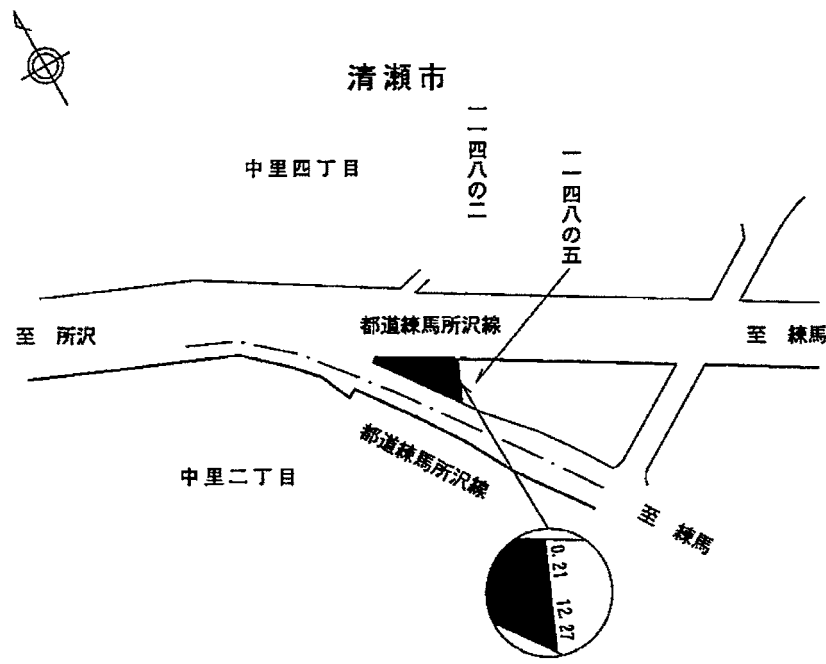 清瀬市
中里四丁目
一一四八の二
一一四八の五
至 所沢
都道練馬所沢線
至 練馬
都道練馬所沢線
中里二丁目
至 練馬
0.21 12.27